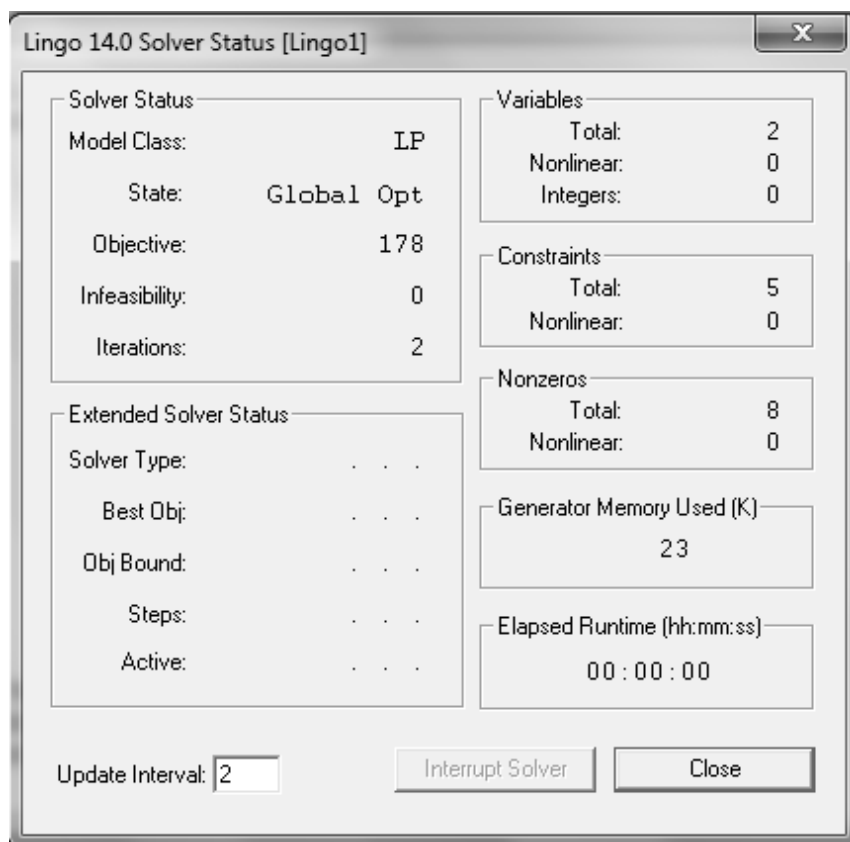 Lingo 14.0 Solver Status [Lingo1]
X
Solver Status
Model Class: LP
State: Global Opt
Objective: 178
Infeasibility: 0
Iterations: 2
Extended Solver Status
Solver Type: . . .
Best Obj: . . .
Obj Bound: . . .
Steps: . . .
Active: . . .
Variables
Total: 2
Nonlinear: 0
Integers: 0
Constraints
Total: 5
Nonlinear: 0
Nonzeros
Total: 8
Nonlinear: 0
Generator Memory Used (K)
23
Elapsed Runtime (hh:mm:ss)
00:00:00
Update Interval: 2
Interrupt Solver
Close